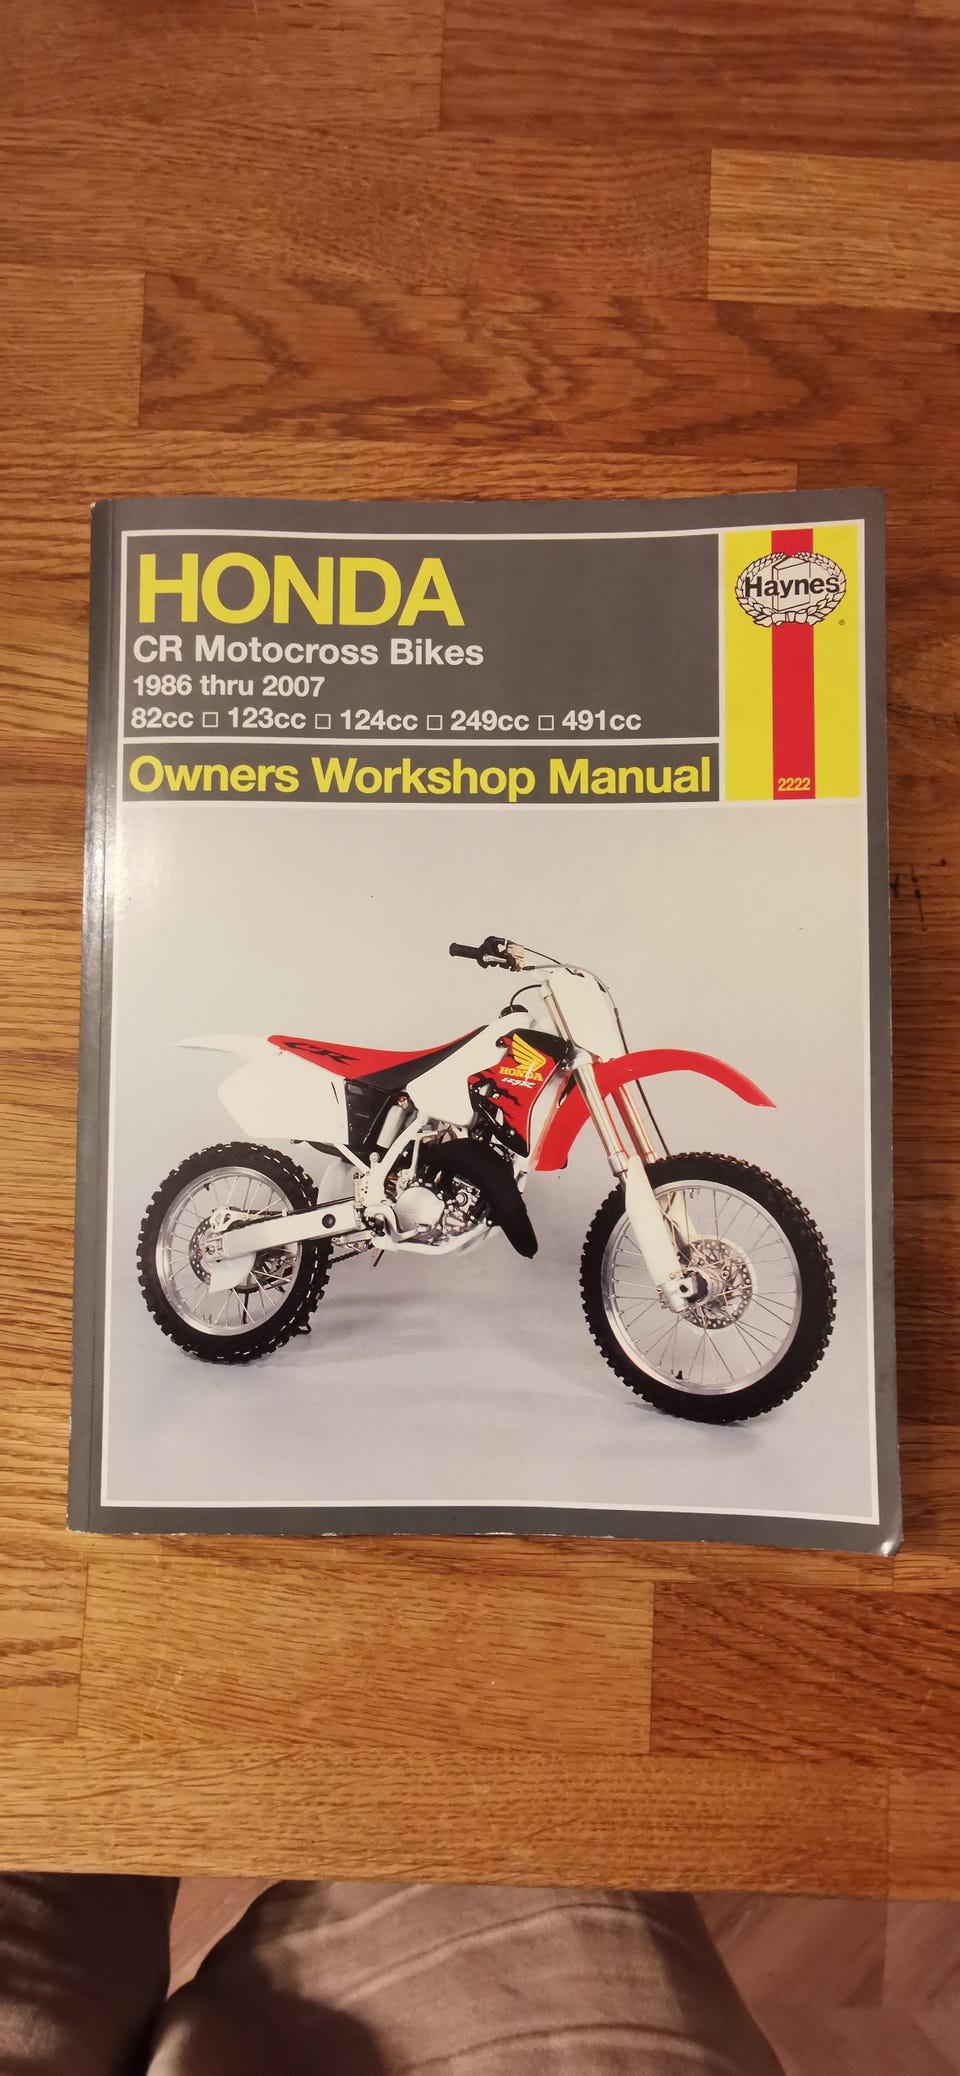 HONDA
CR Motocross Bikes
1986 thru 2007
82cc □ 123cc □ 124cc □ 249cc □ 491cc
Owners Workshop Manual
Haynes
®
2222
CR
HONDA